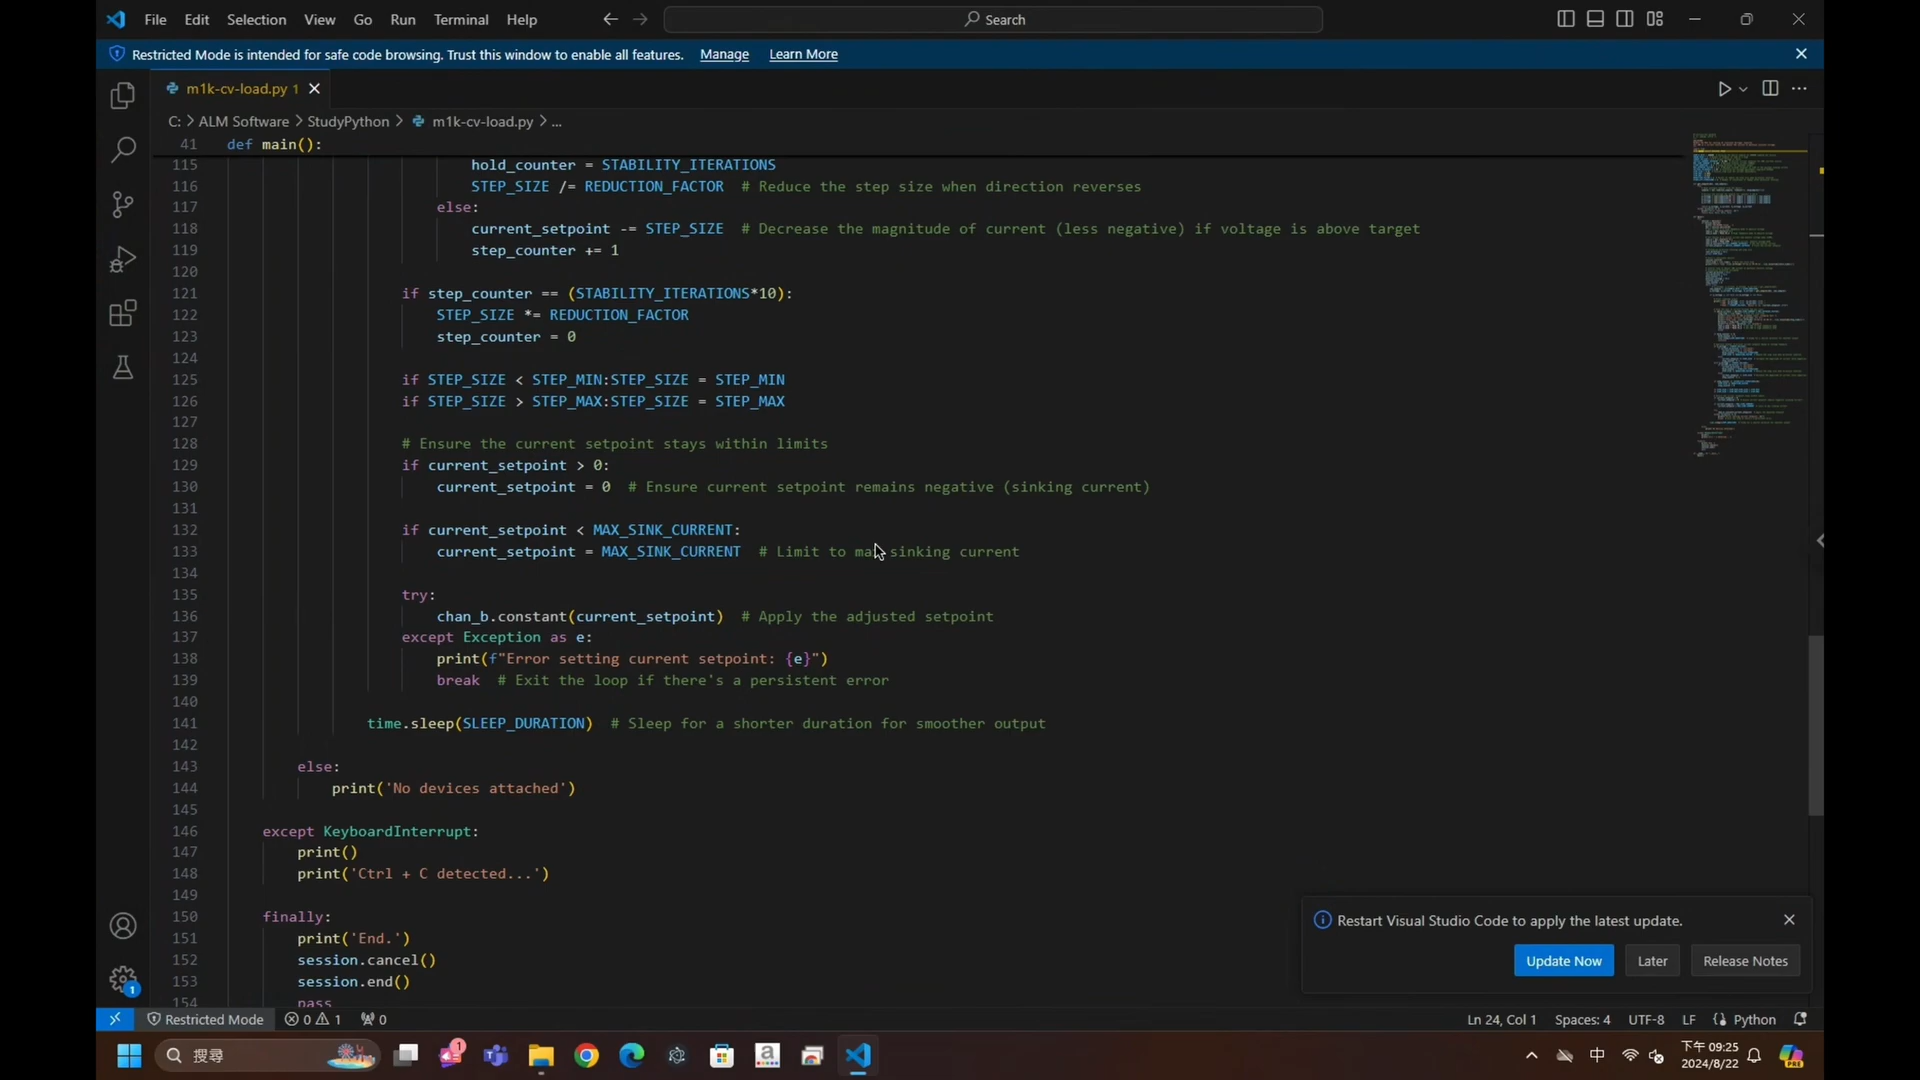 File Edit Selection View Go Run Terminal Help
Search
Restricted Mode is intended for safe code browsing. Trust this window to enable all features. Manage Learn More
m1k-cv-load.py 1
C: > ALM Software > StudyPython > m1k-cv-load.py > ...
41 def main():
115 hold_counter = STABILITY_ITERATIONS
116 STEP_SIZE /= REDUCTION_FACTOR # Reduce the step size when direction reverses
117 else:
118 current_setpoint -= STEP_SIZE # Decrease the magnitude of current (less negative) if voltage is above target
119 step_counter += 1
120
121 if step_counter == (STABILITY_ITERATIONS*10):
122 STEP_SIZE *= REDUCTION_FACTOR
123 step_counter = 0
124
125 if STEP_SIZE < STEP_MIN:STEP_SIZE = STEP_MIN
126 if STEP_SIZE > STEP_MAX:STEP_SIZE = STEP_MAX
127
128 # Ensure the current setpoint stays within limits
129 if current_setpoint > 0:
130 current_setpoint = 0 # Ensure current setpoint remains negative (sinking current)
131
132 if current_setpoint < MAX_SINK_CURRENT:
133 current_setpoint = MAX_SINK_CURRENT # Limit to max sinking current
134
135 try:
136 chan_b.constant(current_setpoint) # Apply the adjusted setpoint
137 except Exception as e:
138 print(f"Error setting current setpoint: {e}")
139 break # Exit the loop if there's a persistent error
140
141 time.sleep(SLEEP_DURATION) # Sleep for a shorter duration for smoother output
142
143 else:
144 print('No devices attached')
145
146 except KeyboardInterrupt:
147 print()
148 print('Ctrl + C detected...')
149
150 finally:
151 print('End.')
152 session.cancel()
153 session.end()
154 pass
Restart Visual Studio Code to apply the latest update.
Update Now Later Release Notes
1
Restricted Mode 0 1 0 Ln 24, Col 1 Spaces: 4 UTF-8 LF Python
搜尋
1
a
中
下午 09:25
2024/8/22
PRE